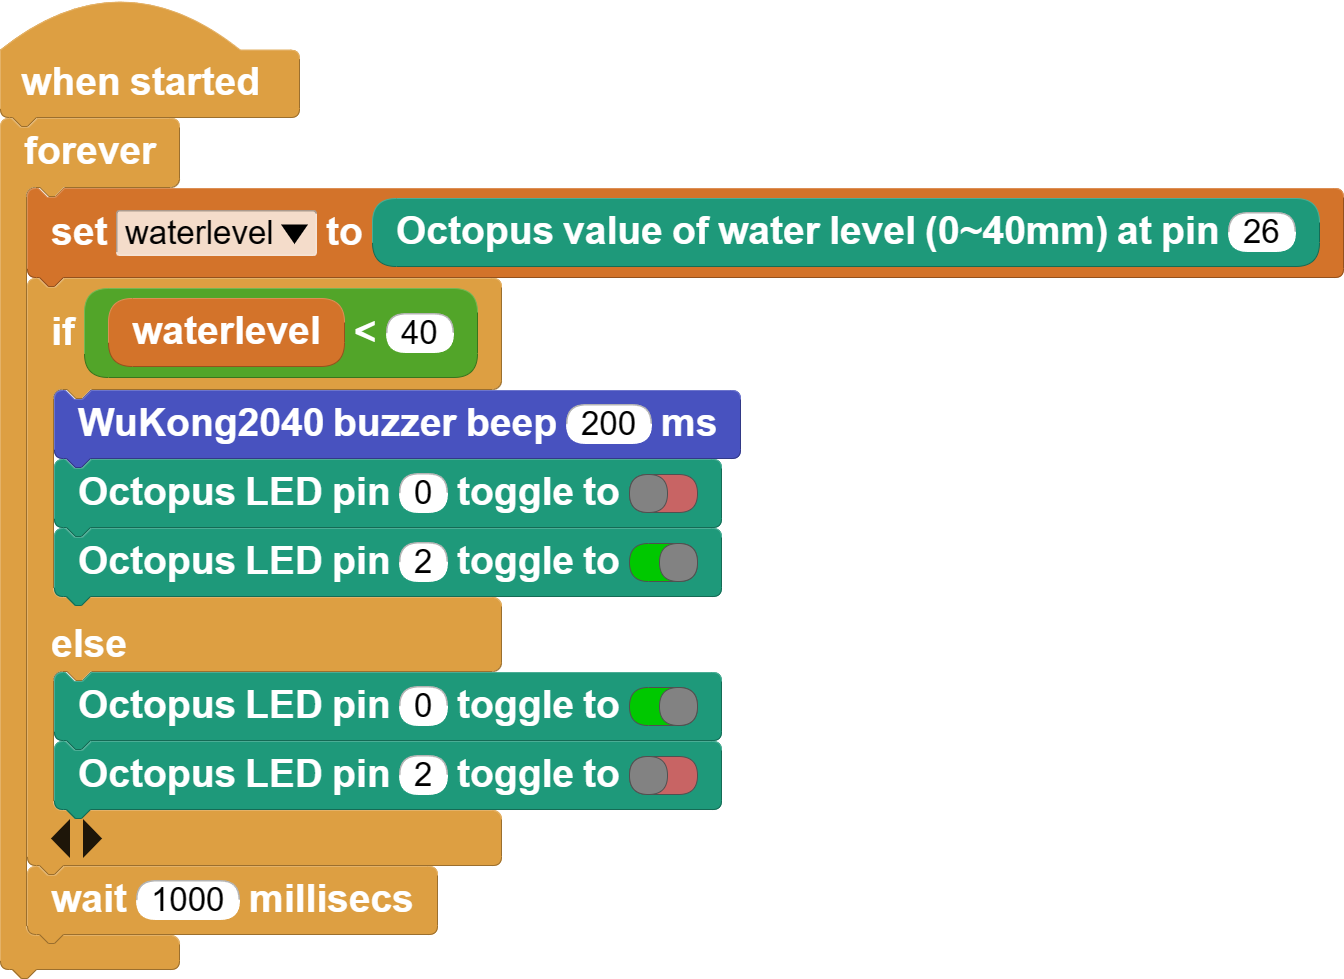 when started
forever
set waterlevel to Octopus value of water level (0~40mm) at pin 26
if waterlevel < 40
WuKong2040 buzzer beep 200 ms
Octopus LED pin 0 toggle to
Octopus LED pin 2 toggle to
else
Octopus LED pin 0 toggle to
Octopus LED pin 2 toggle to
wait 1000 millisecs